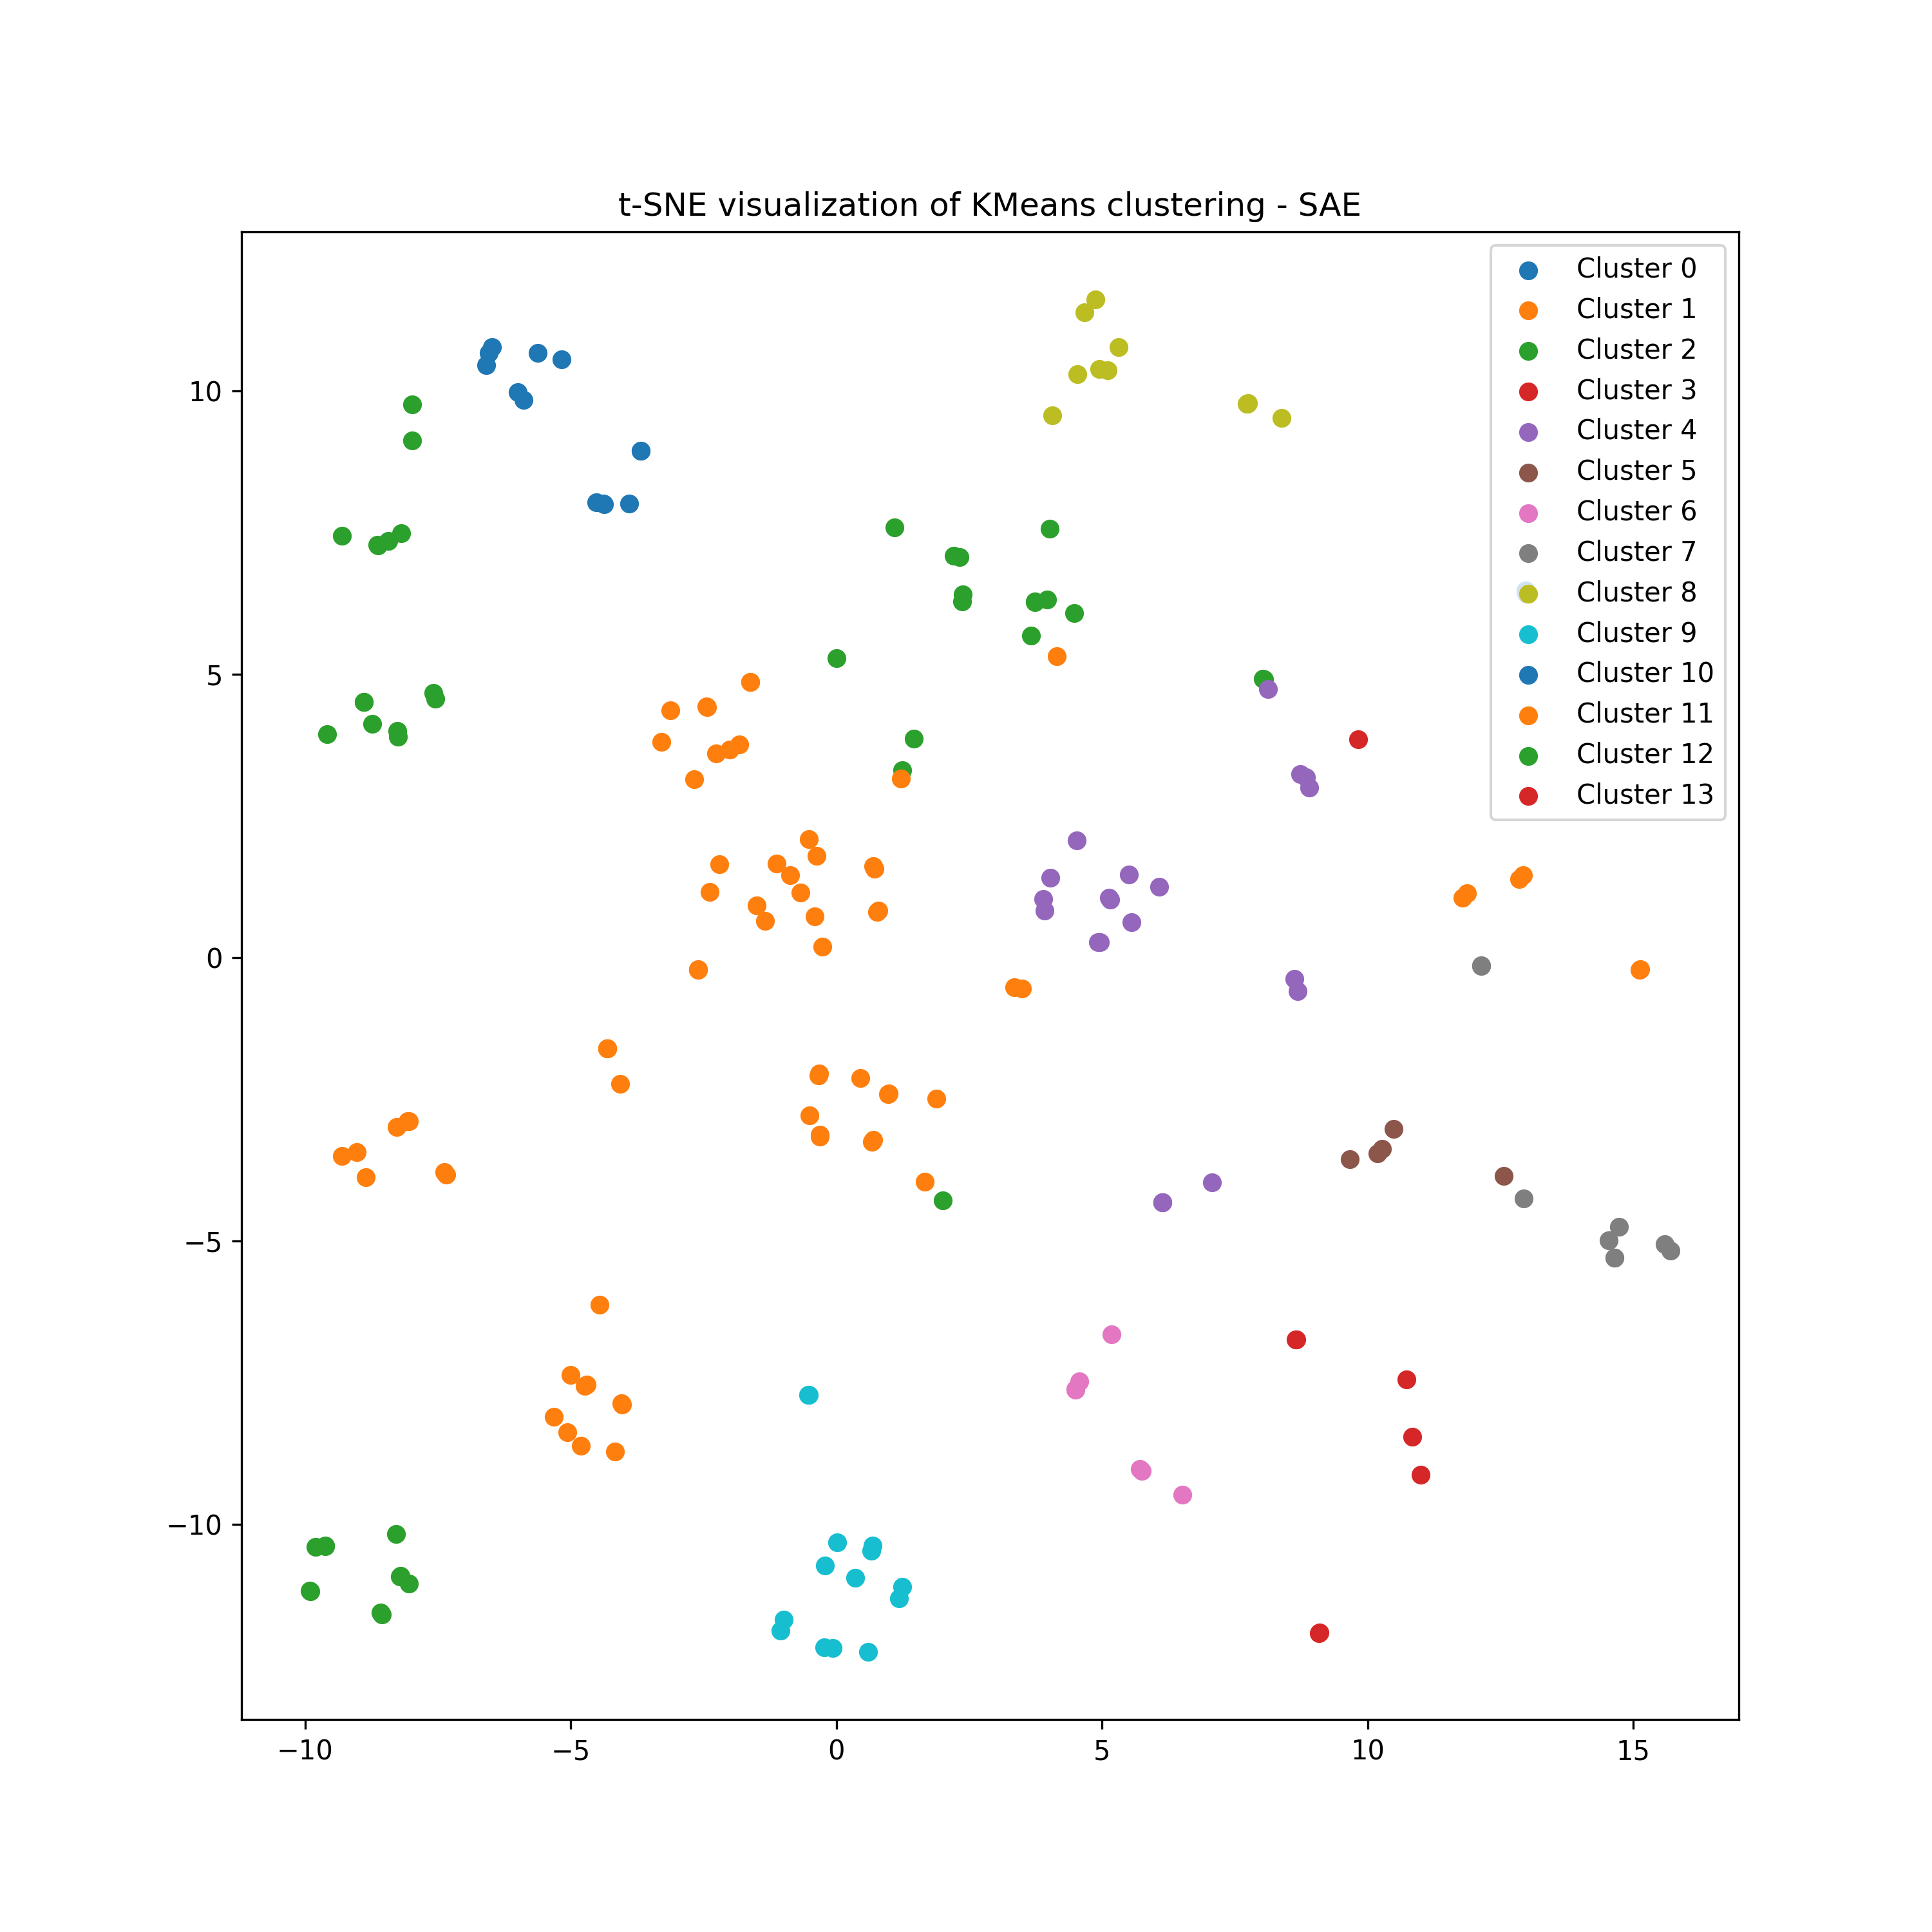 t-SNE visualization of KMeans clustering - SAE
Cluster 0
Cluster 1
Cluster 2
Cluster 3
Cluster 4
Cluster 5
Cluster 6
Cluster 7
Cluster 8
Cluster 9
Cluster 10
Cluster 11
Cluster 12
Cluster 13
10
5
0
−5
−10
−10
−5
0
5
10
15